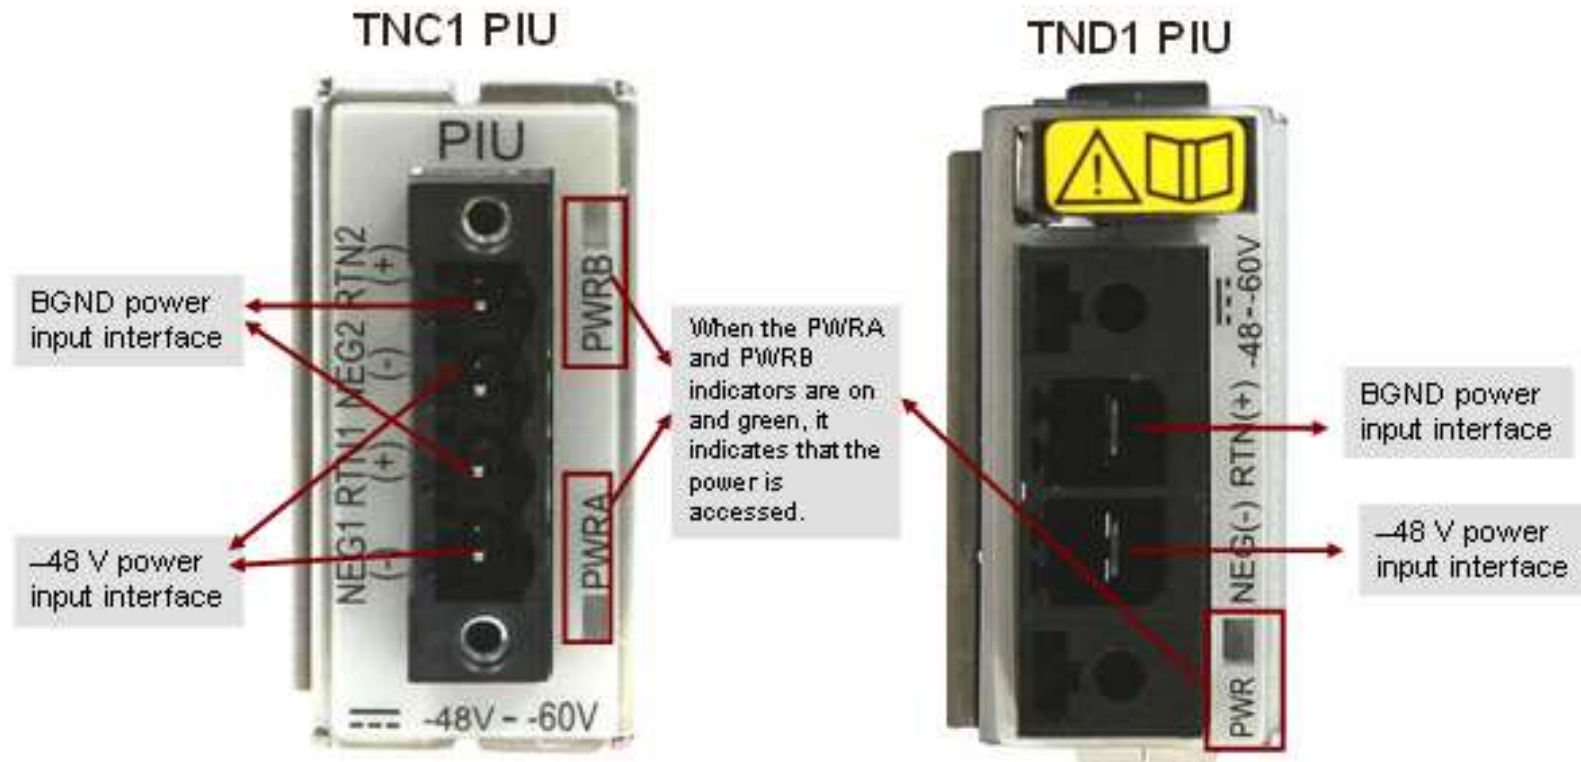 TNC1 PIU
TND1 PIU
PIU
NEG1 RTI1 NEG2 RTN2
(-) (+) (-) (+)
PWRB
PWRA
-48V - -60V
BGND power
input interface
–48 V power
input interface
When the PWRA
and PWRB
indicators are on
and green, it
indicates that the
power is
accessed.
-48--60V
NEG(-) RTN(+)
PWR
BGND power
input interface
–48 V power
input interface